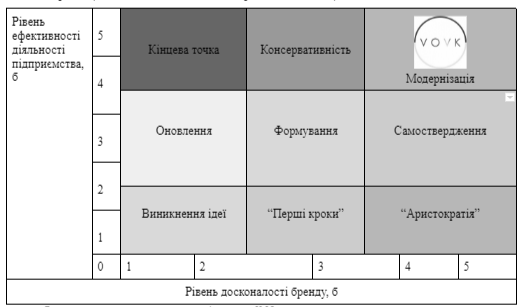 Рівень
ефективності
діяльності
підприємства,
б
5
4
3
2
1
0
Кінцева точка
Консервативність
VOVK
Модернізація
Оновлення
Формування
Самоствердження
Виникнення ідеї
“Перші кроки”
“Аристократія”
1
2
3
4
5
Рівень досконалості бренду, б